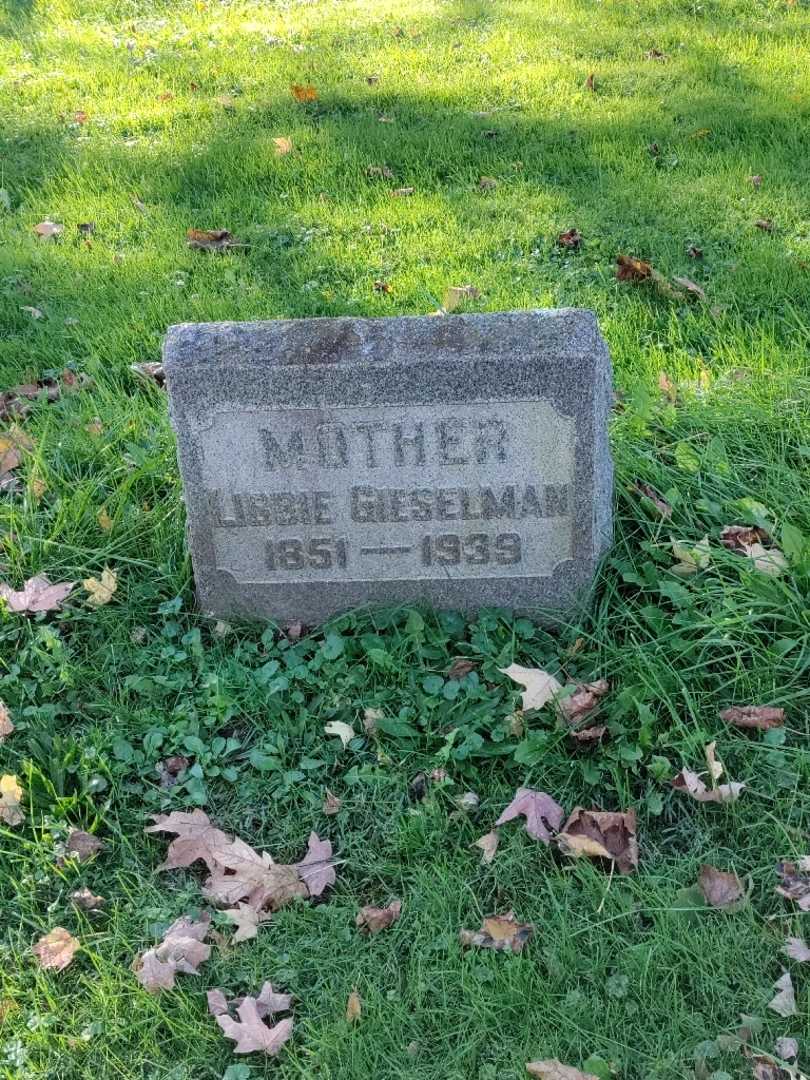 MOTHER
LIBBIE GIESELMAN
1851 — 1939